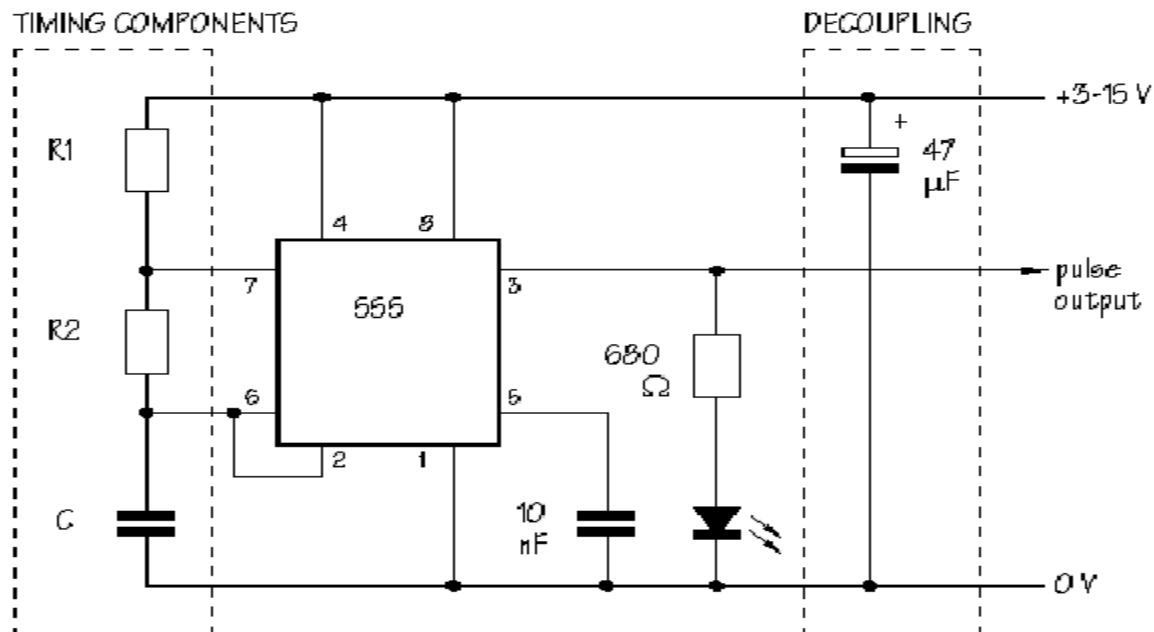 TIMING COMPONENTS
DECOUPLING
+3-15 V
R1
+
47
µF
4
8
7
3
pulse
output
555
R2
680
Ω
6
5
2
1
C
10
nF
0 V